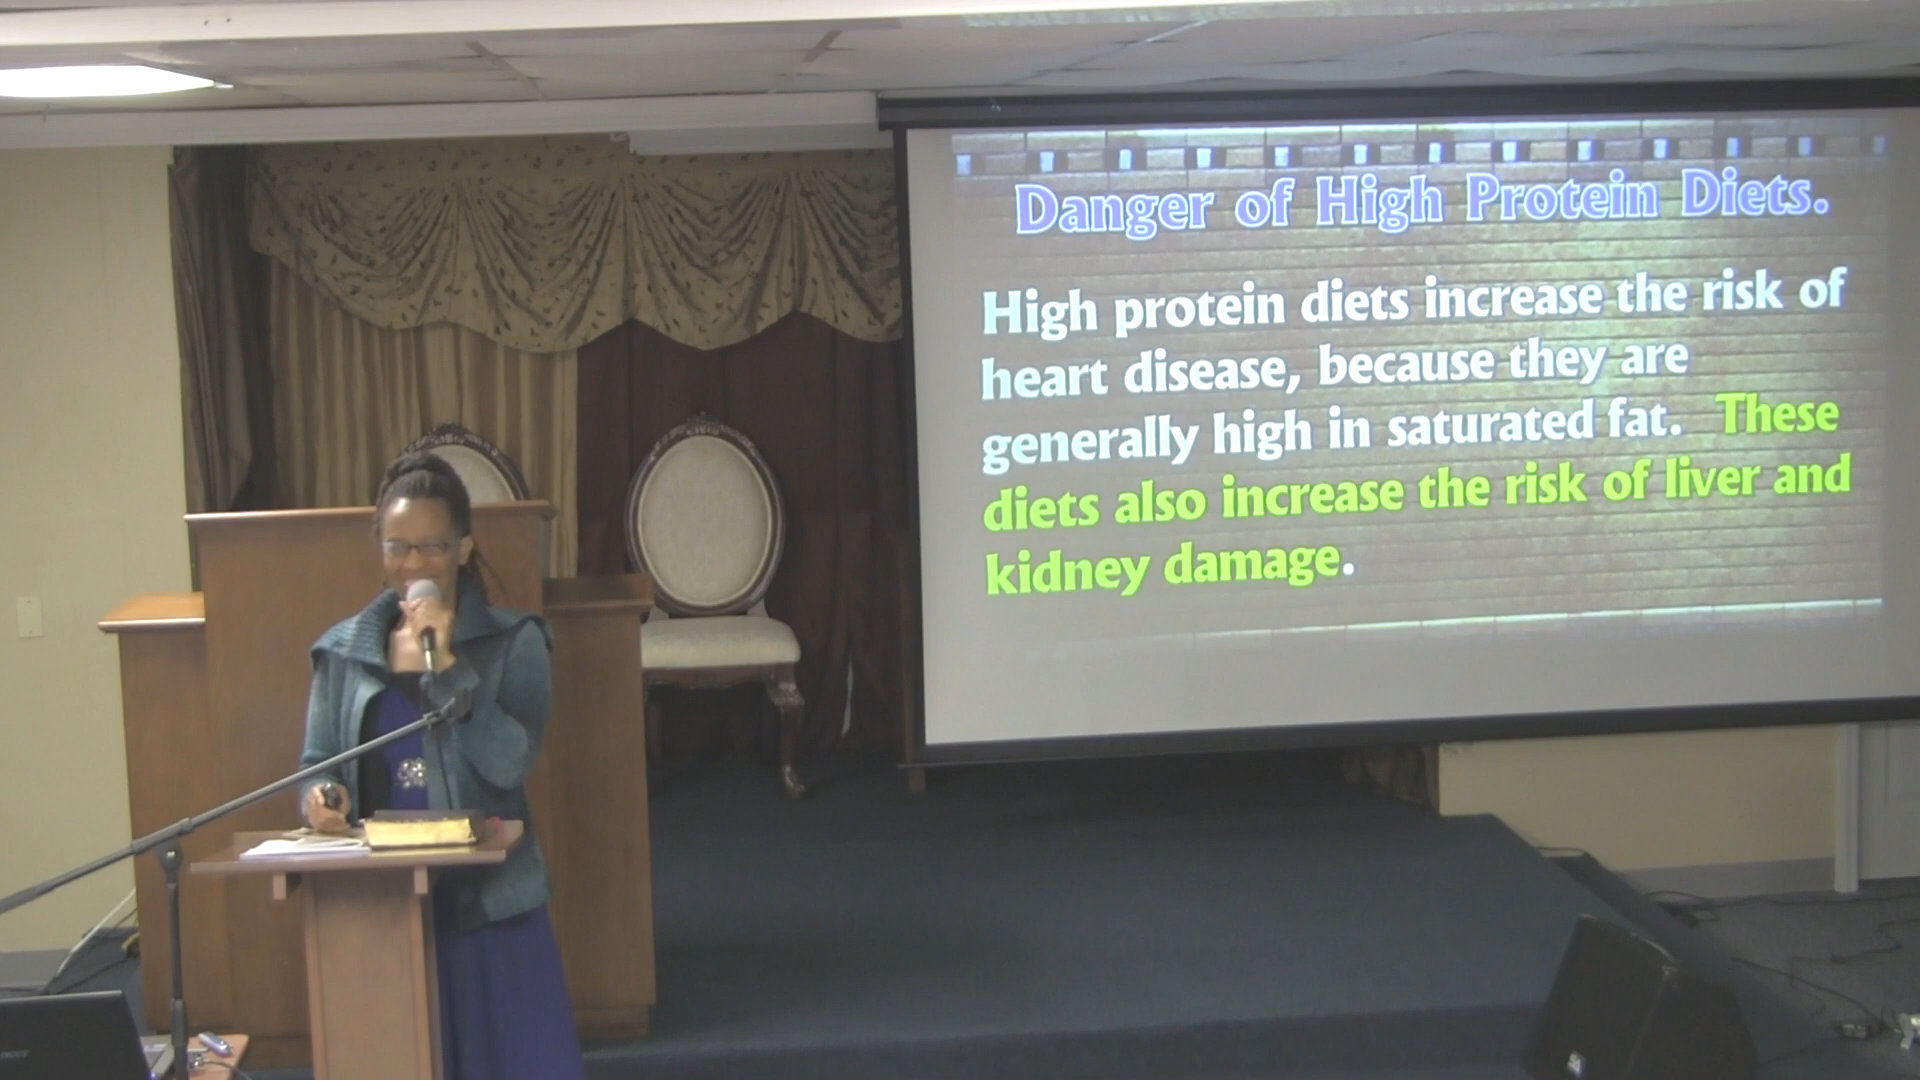 Danger of High Protein Diets.
High protein diets increase the risk of
heart disease, because they are
generally high in saturated fat. These
diets also increase the risk of liver and
kidney damage.